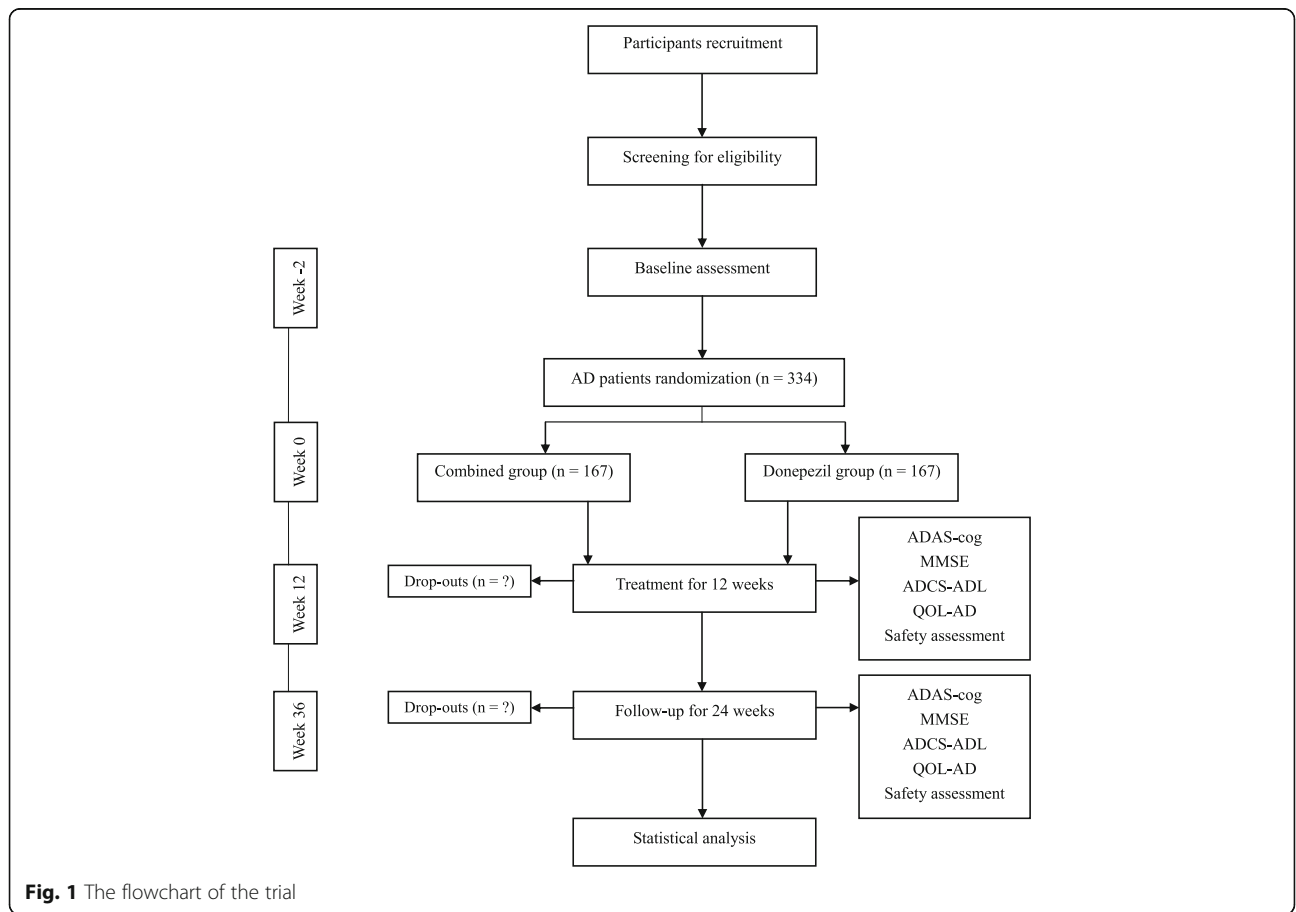 Participants recruitment
Screening for eligibility
Week -2
Baseline assessment
AD patients randomization (n = 334)
Week 0
Combined group (n = 167)
Donepezil group (n = 167)
Week 12
Drop-outs (n = ?)
Treatment for 12 weeks
ADAS-cog
MMSE
ADCS-ADL
QOL-AD
Safety assessment
Week 36
Drop-outs (n = ?)
Follow-up for 24 weeks
ADAS-cog
MMSE
ADCS-ADL
QOL-AD
Safety assessment
Statistical analysis
Fig. 1 The flowchart of the trial